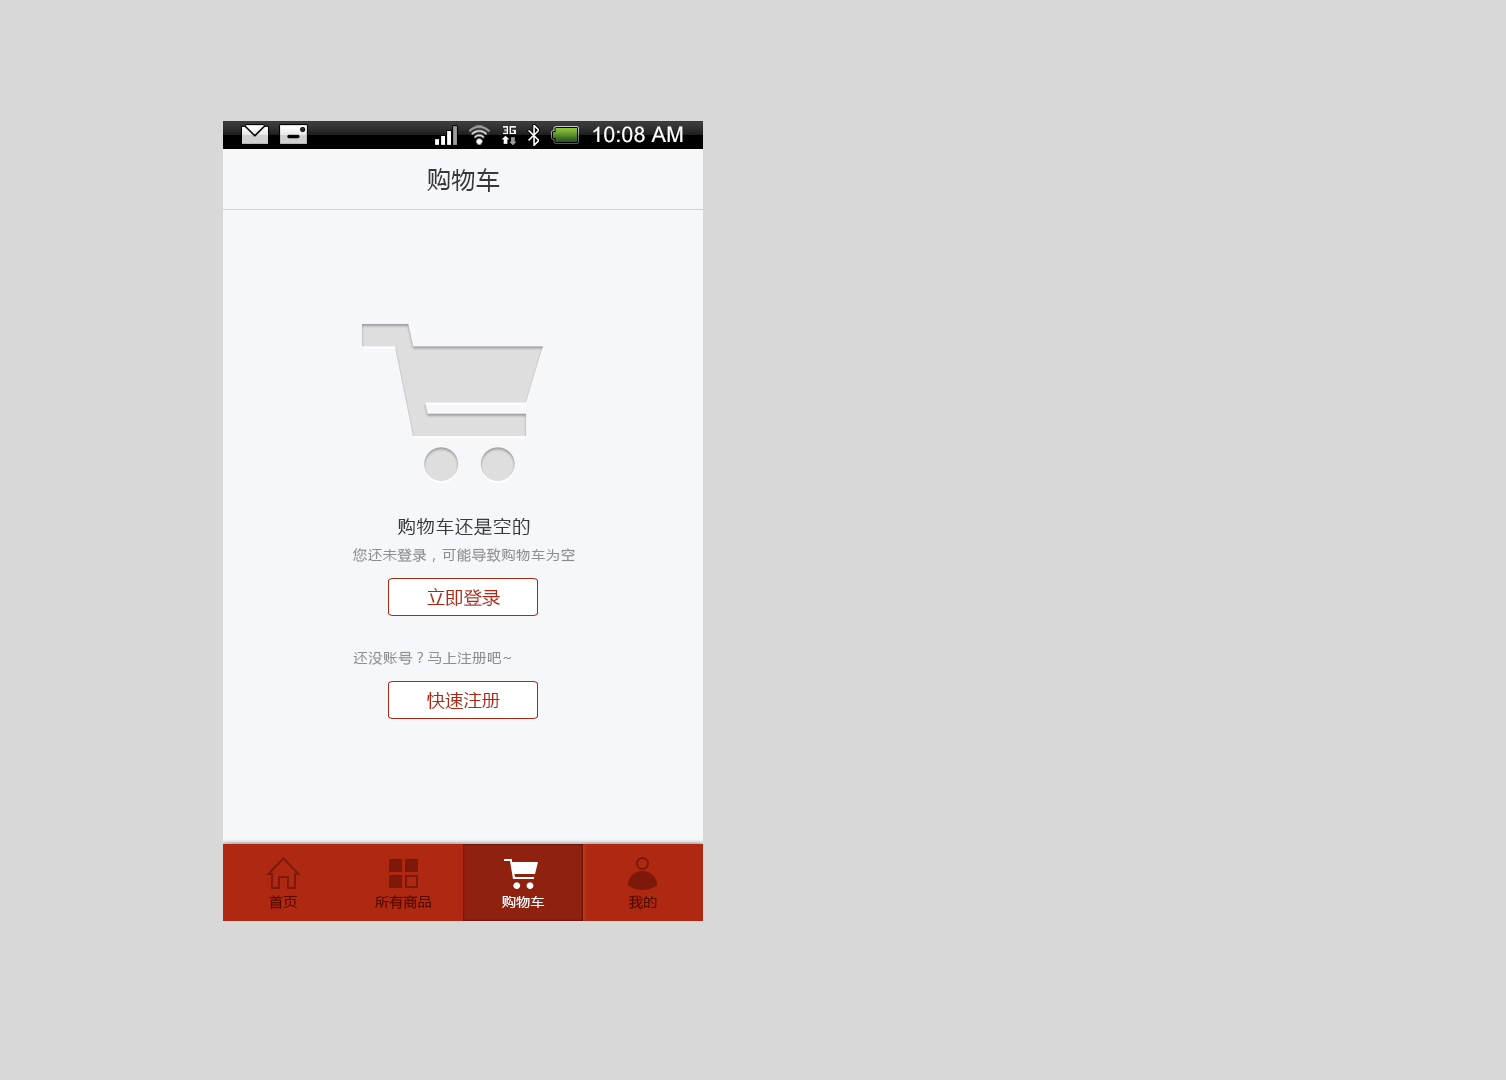 3G 10:08 AM
购物车
购物车还是空的
您还未登录，可能导致购物车为空
立即登录
还没账号？马上注册吧~
快速注册
首页 所有商品 购物车 我的